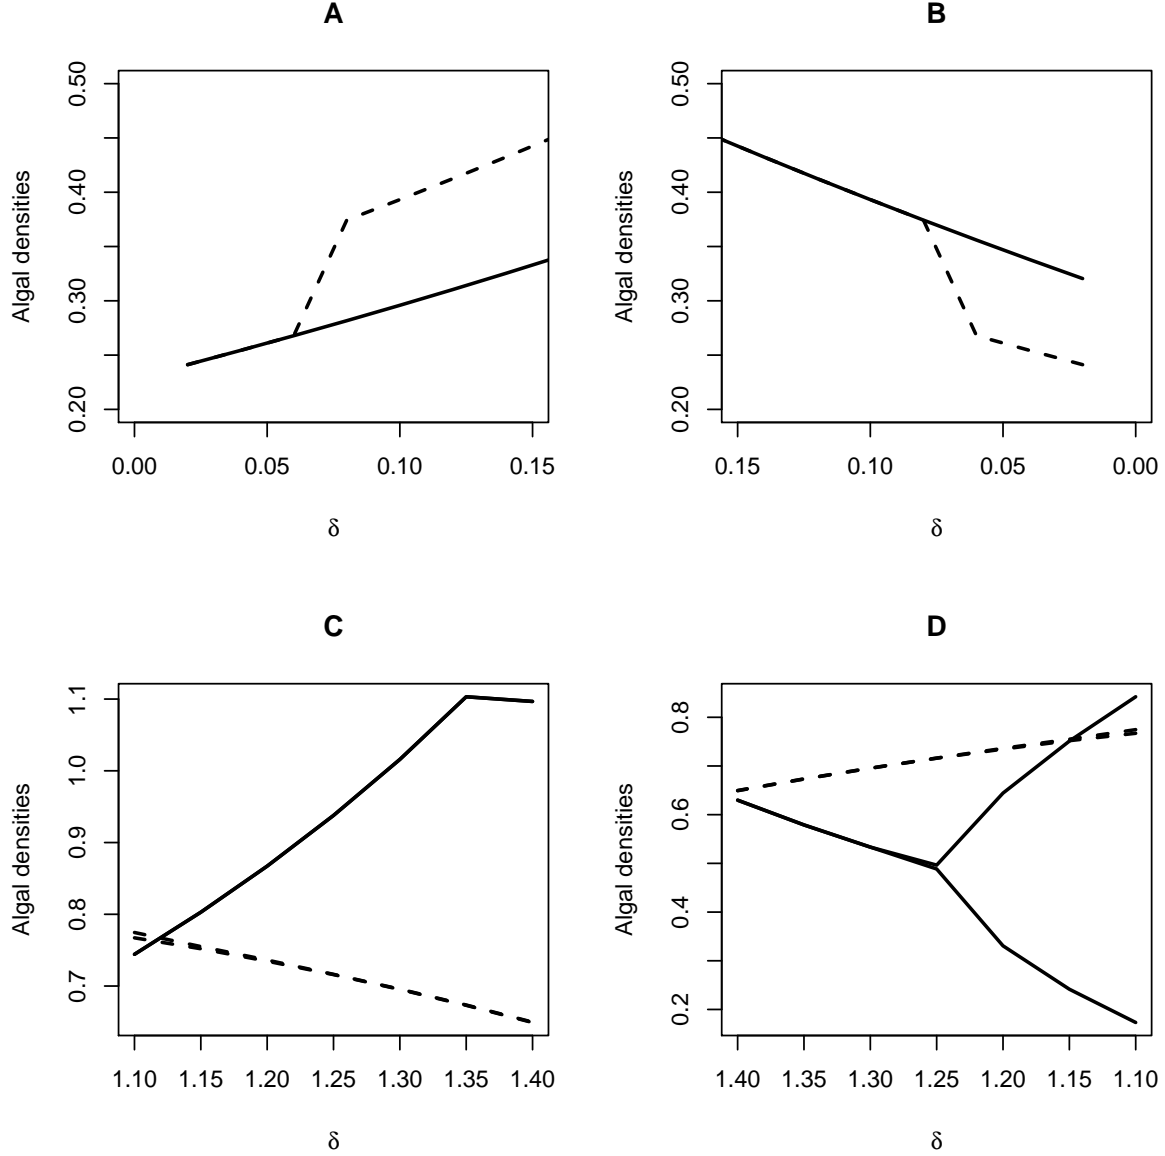 A
Algal densities
0.50
0.40
0.30
0.20
0.00 0.05 0.10 0.15
δ
B
Algal densities
0.50
0.40
0.30
0.20
0.15 0.10 0.05 0.00
δ
C
Algal densities
1.1
1.0
0.9
0.8
0.7
1.10 1.15 1.20 1.25 1.30 1.35 1.40
δ
D
Algal densities
0.8
0.6
0.4
0.2
1.40 1.35 1.30 1.25 1.20 1.15 1.10
δ